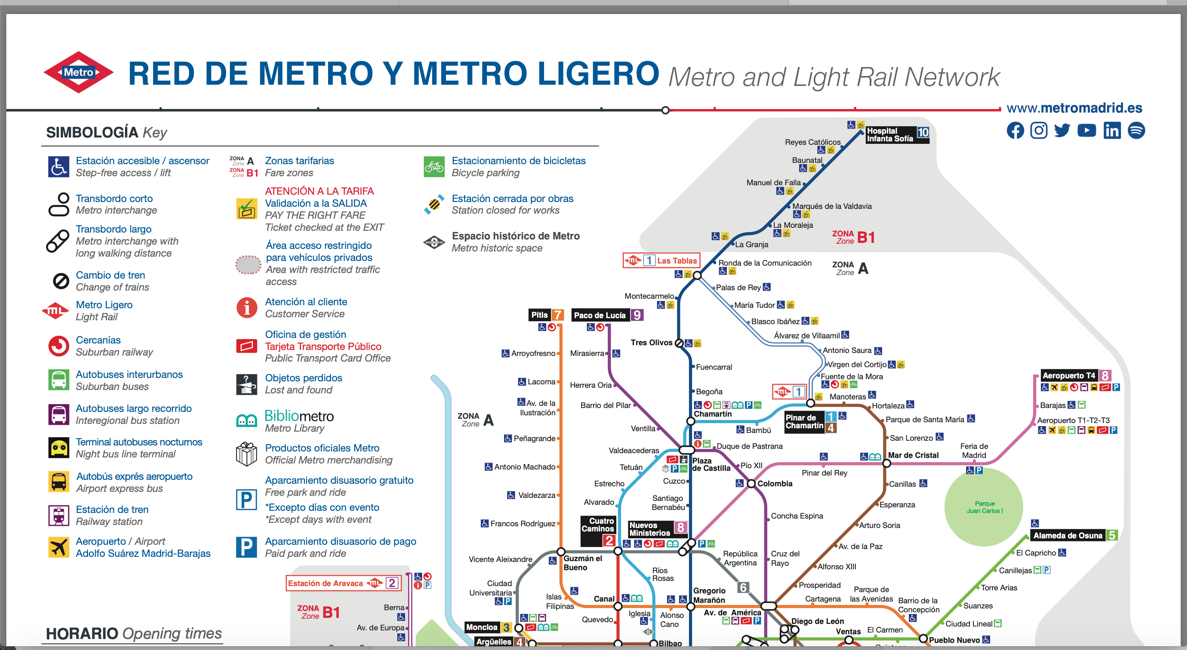 Metro
RED DE METRO Y METRO LIGERO Metro and Light Rail Network
www.metromadrid.es
SIMBOLOGÍA Key
Estación accesible / ascensor
Step-free access / lift
Transbordo corto
Metro interchange
Transbordo largo
Metro interchange with
long walking distance
Cambio de tren
Change of trains
Metro Ligero
Light Rail
Cercanías
Suburban railway
Autobuses interurbanos
Suburban buses
Autobuses largo recorrido
Interegional bus station
Terminal autobuses nocturnos
Night bus line terminal
Autobús exprés aeropuerto
Airport express bus
Estación de tren
Railway station
Aeropuerto / Airport
Adolfo Suárez Madrid-Barajas
ZONA A
ZONA B1
Zonas tarifarias
Fare zones
ATENCIÓN A LA TARIFA
Validación a la SALIDA
PAY THE RIGHT FARE
Ticket checked at the EXIT
Área acceso restringido
para vehículos privados
Area with restricted traffic
access
Atención al cliente
Customer Service
Oficina de gestión
Tarjeta Transporte Público
Public Transport Card Office
Objetos perdidos
Lost and found
Bibliometro
Metro Library
Productos oficiales Metro
Official Metro merchandising
Aparcamiento disuasorio gratuito
Free park and ride
*Excepto días con evento
*Except days with event
Aparcamiento disuasorio de pago
Paid park and ride
Estacionamiento de bicicletas
Bicycle parking
Estación cerrada por obras
Station closed for works
Espacio histórico de Metro
Metro historic space
HORARIO Opening times
Hospital
Infanta Sofía 10
Reyes Católicos
Baunatal
Manuel de Falla
Marqués de la Valdavia
La Moraleja
La Granja
ZONA
Zone B1
ZONA
Zone A
ML 1 Las Tablas
Ronda de la Comunicación
Palas de Rey
Montecarmelo
María Tudor
Blasco Ibáñez
Álvarez de Villaamil
Antonio Saura
Virgen del Cortijo
Fuente de la Mora
Tres Olivos
Fuencarral
Begoña
Chamartín
ML 1
Pinar de
Chamartín 1 4
Bambú
Manoteras
Hortaleza
Parque de Santa María
San Lorenzo
Mar de Cristal
Pitis 7
Paco de Lucía 9
Arroyofresno
Mirasierra
Lacoma
Herrera Oria
Av. de la
Ilustración
Barrio del Pilar
Peñagrande
Ventilla
Antonio Machado
Valdeacederas
Tetuán
Valdezarza
Estrecho
Francos Rodríguez
Alvarado
ZONA
Zone A
Duque de Pastrana
Plaza
de Castilla
Pío XII
Cuzco
Santiago
Bernabéu
Colombia
Pinar del Rey
Concha Espina
Cruz del
Rayo
Canillas
Esperanza
Arturo Soria
Av. de la Paz
Alfonso XIII
Prosperidad
Cartagena
Parque de
las Avenidas
Barrio de la
Concepción
Aeropuerto T4 8
Barajas
Aeropuerto T1-T2-T3
Feria de
Madrid
Parque
Juan Carlos I
Alameda de Osuna 5
El Capricho
Canillejas
Torre Arias
Suanzes
Ciudad Lineal
Pueblo Nuevo
Cuatro
Caminos
2
Nuevos
Ministerios 8
Vicente Aleixandre
Guzmán el
Bueno
Ríos
Rosas
República
Argentina
6
Ciudad
Universitaria
Islas
Filipinas
Canal
Gregorio
Marañón
Iglesia
Alonso
Cano
Quevedo
Av. de América
Diego de León
Ventas
El Carmen
Moncloa 3
Argüelles 4
Bilbao
Estación de Aravaca ML 2
ZONA
Zone B1
Berna
Av. de Europa